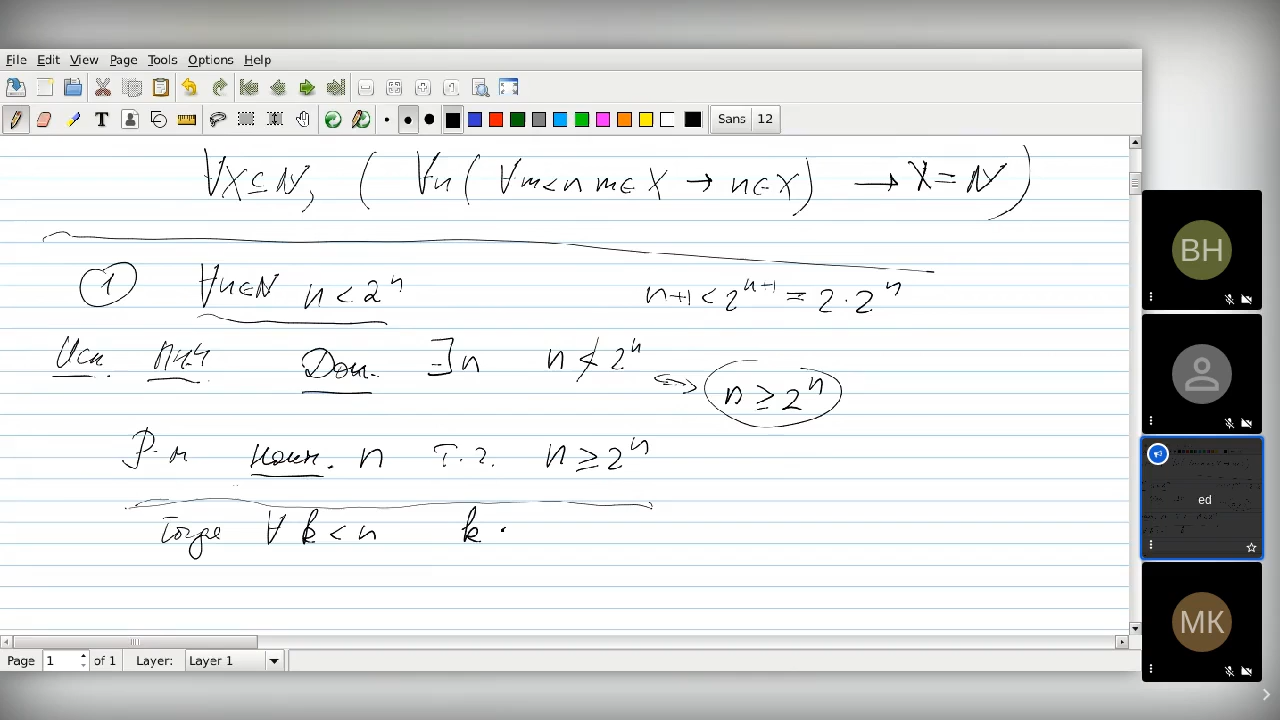 File Edit View Page Tools Options Help
Sans 12
∀X⊆ℕ, ( ∀n ( ∀m<n m∈X → n∈X) → X=ℕ )
BH
① ∀n∈ℕ n < 2ⁿ n+1 < 2ⁿ⁺¹ = 2·2ⁿ
Исп. ПНЧ Доп. ∃n n ≮ 2ⁿ
↔ n ≥ 2ⁿ
Р-м наим. n т.ч. n ≥ 2ⁿ
ed
Тогда ∀ k < n k
MK
Page 1 of 1 Layer: Layer 1